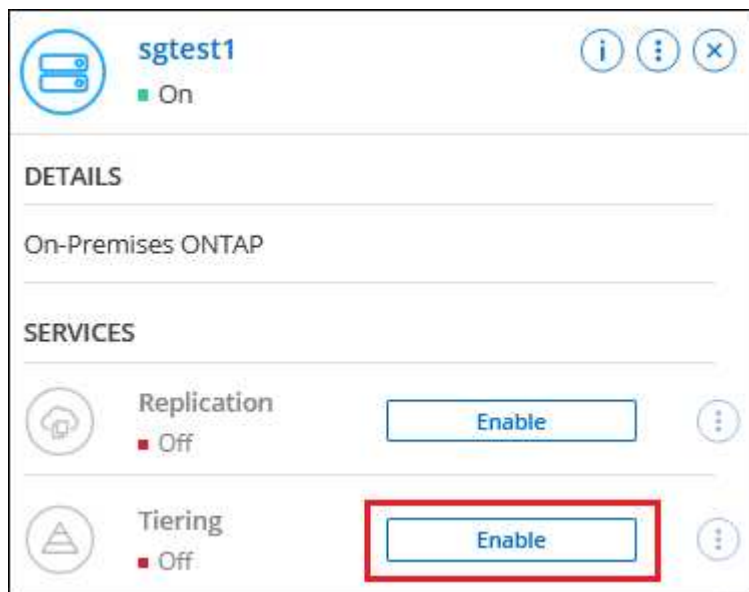 sgtest1
On
DETAILS
On-Premises ONTAP
SERVICES
Replication
Off
Enable
Tiering
Off
Enable